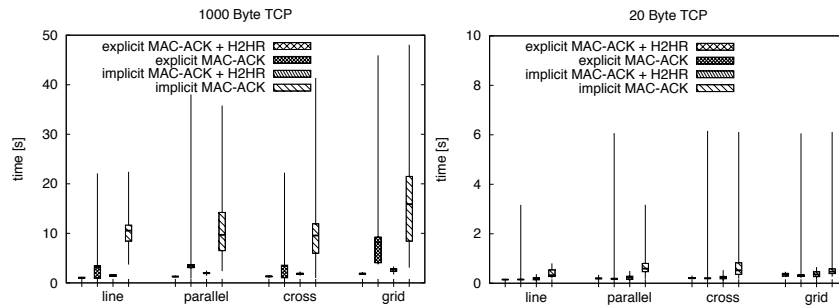 1000 Byte TCP
50
40
30
20
10
0
time [s]
explicit MAC-ACK + H2HR
explicit MAC-ACK
implicit MAC-ACK + H2HR
implicit MAC-ACK
line
parallel
cross
grid
20 Byte TCP
10
8
6
4
2
0
time [s]
explicit MAC-ACK + H2HR
explicit MAC-ACK
implicit MAC-ACK + H2HR
implicit MAC-ACK
line
parallel
cross
grid